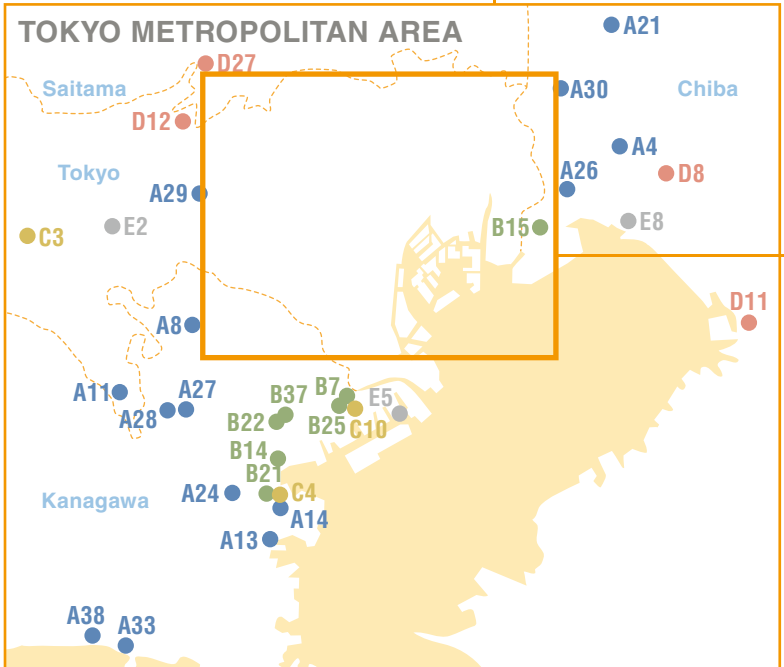 TOKYO METROPOLITAN AREA
A21
D27
Saitama
A30
Chiba
D12
A4
Tokyo
A26
D8
A29
E2
B15
E8
C3
D11
A8
A11
A27
B7
E5
A28
B37
B22
B25
C10
B14
B21
A24
C4
Kanagawa
A14
A13
A38
A33